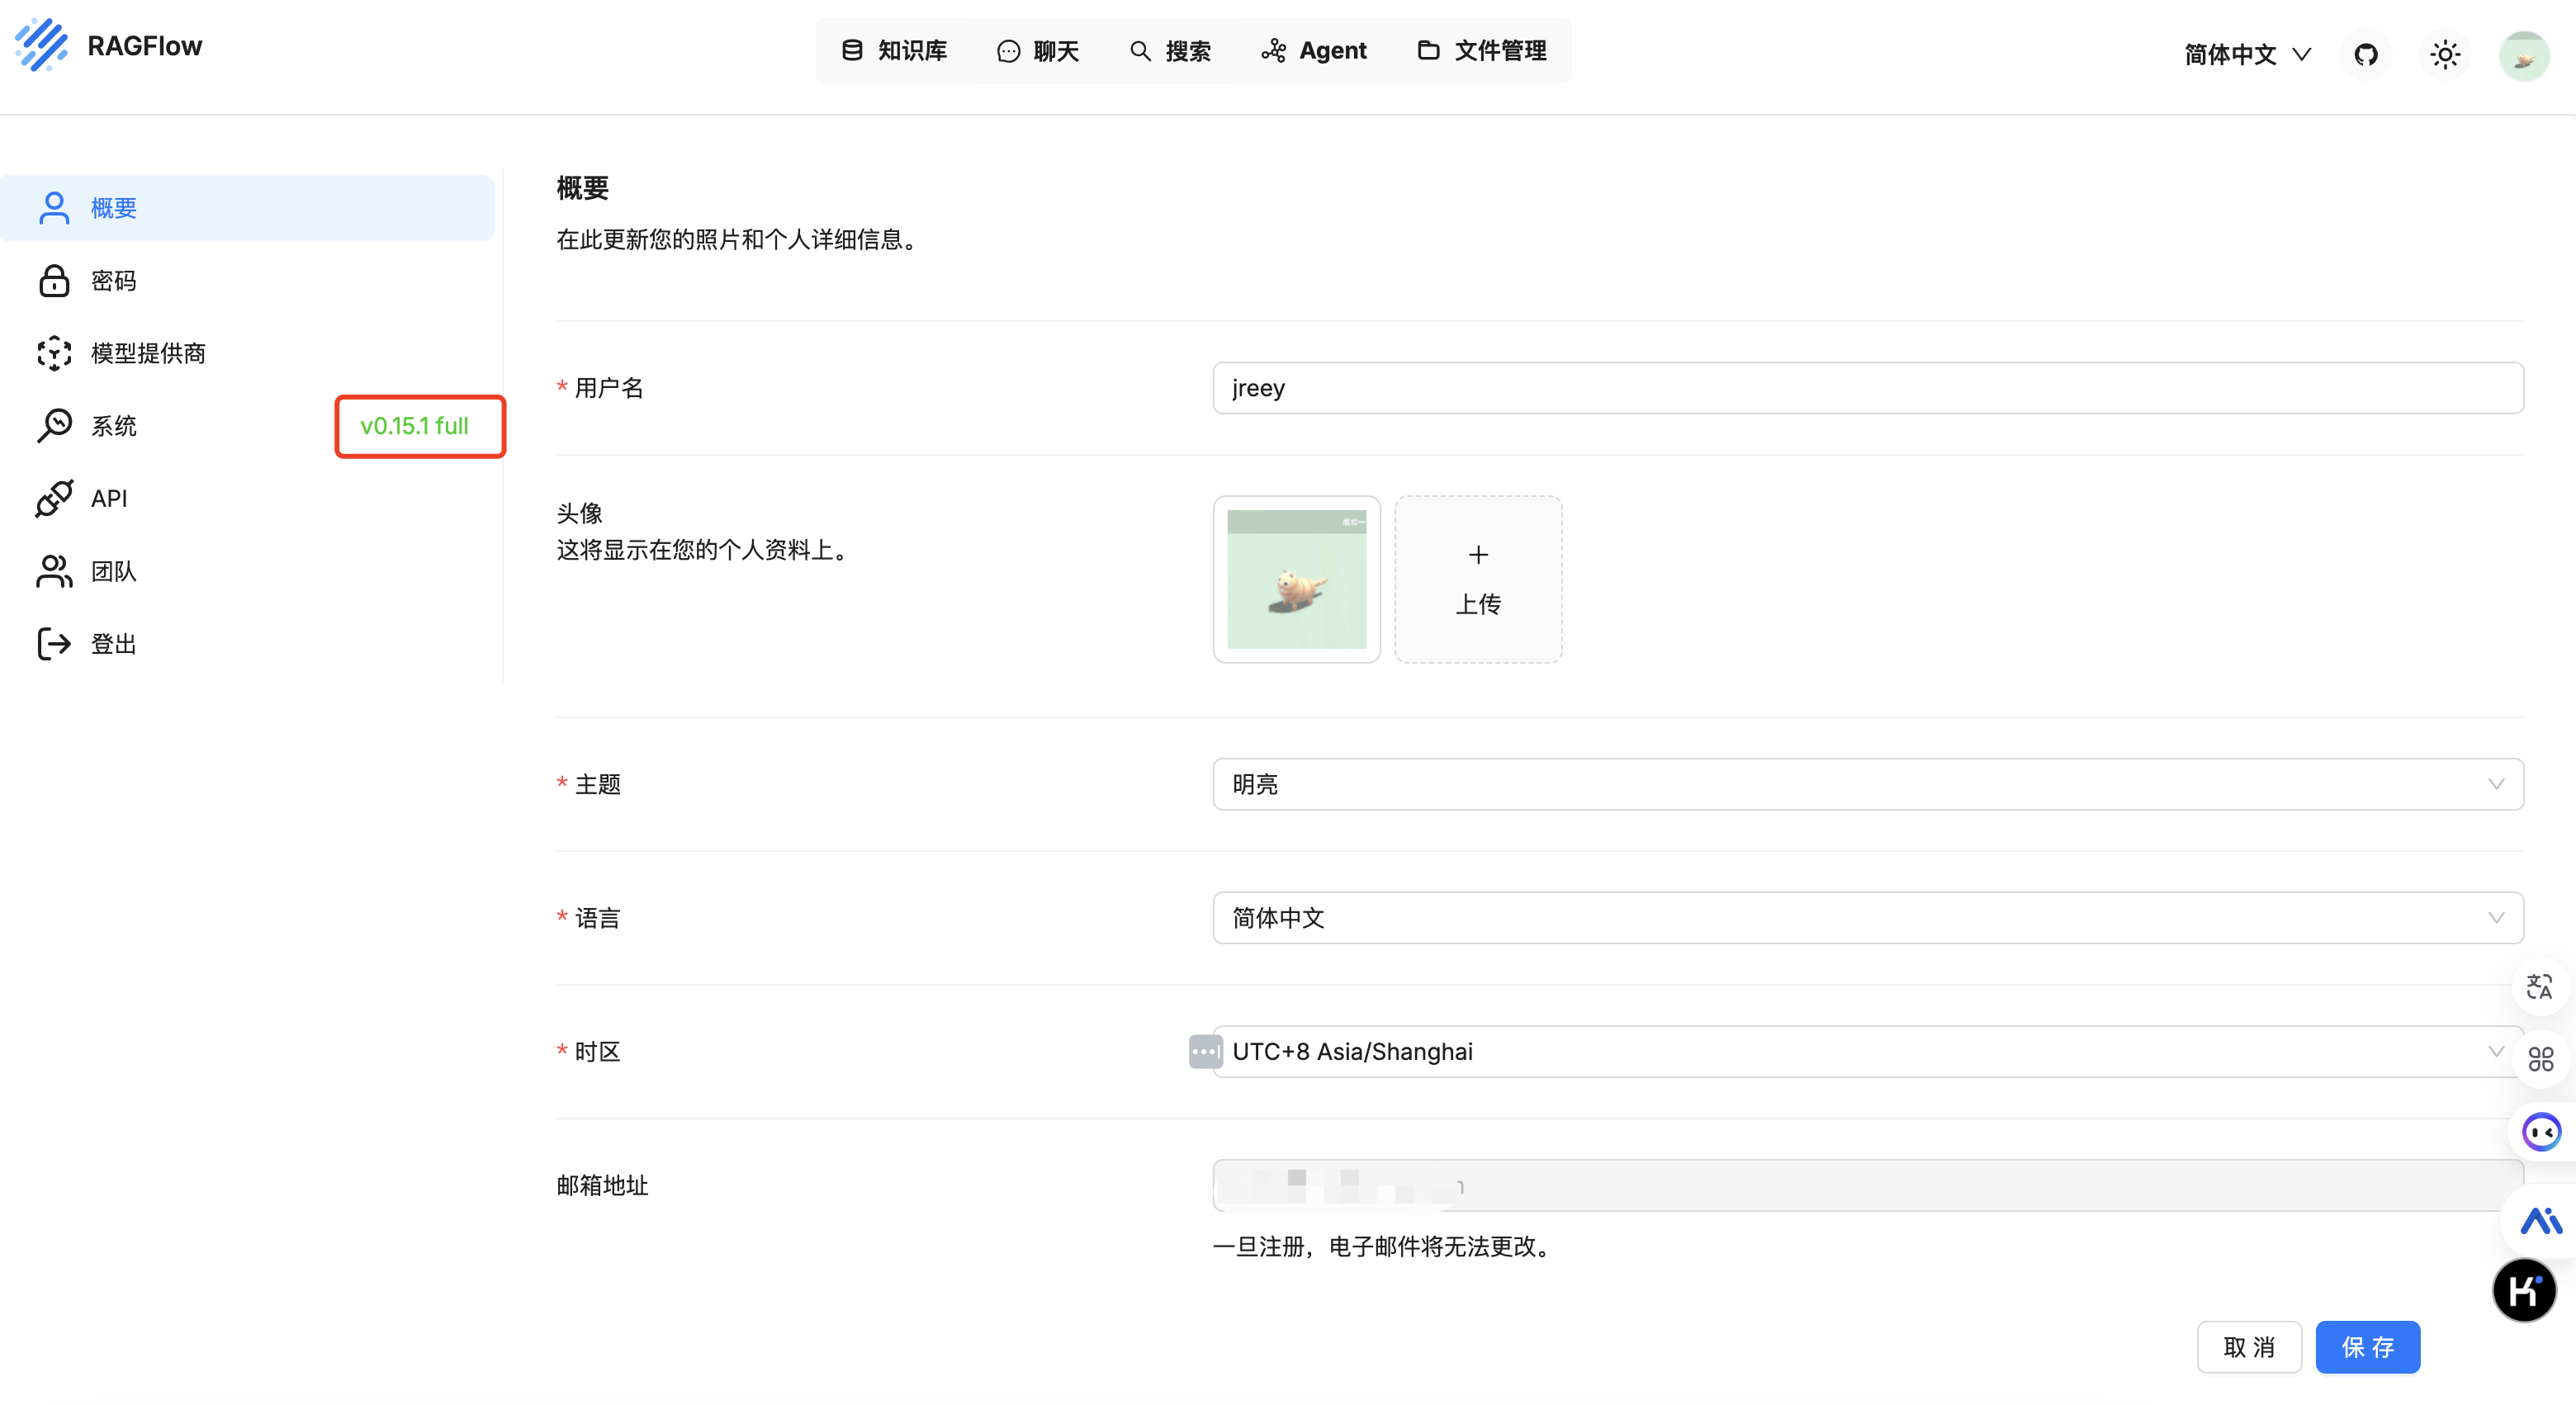 RAGFlow
知识库
聊天
搜索
Agent
文件管理
简体中文
概要
密码
模型提供商
系统
v0.15.1 full
API
团队
登出
概要
在此更新您的照片和个人详细信息。
* 用户名
jreey
头像
这将显示在您的个人资料上。
+
上传
* 主题
明亮
* 语言
简体中文
* 时区
UTC+8 Asia/Shanghai
邮箱地址
一旦注册，电子邮件将无法更改。
取 消
保 存